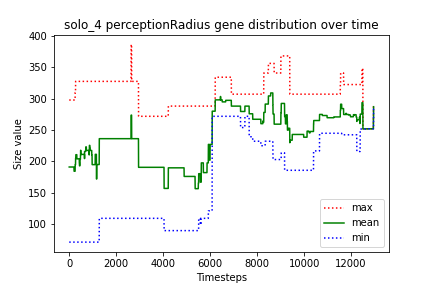 solo_4 perceptionRadius gene distribution over time
Size value
400
350
300
250
200
150
100
0
2000
4000
6000
8000
10000
12000
Timesteps
max
mean
min